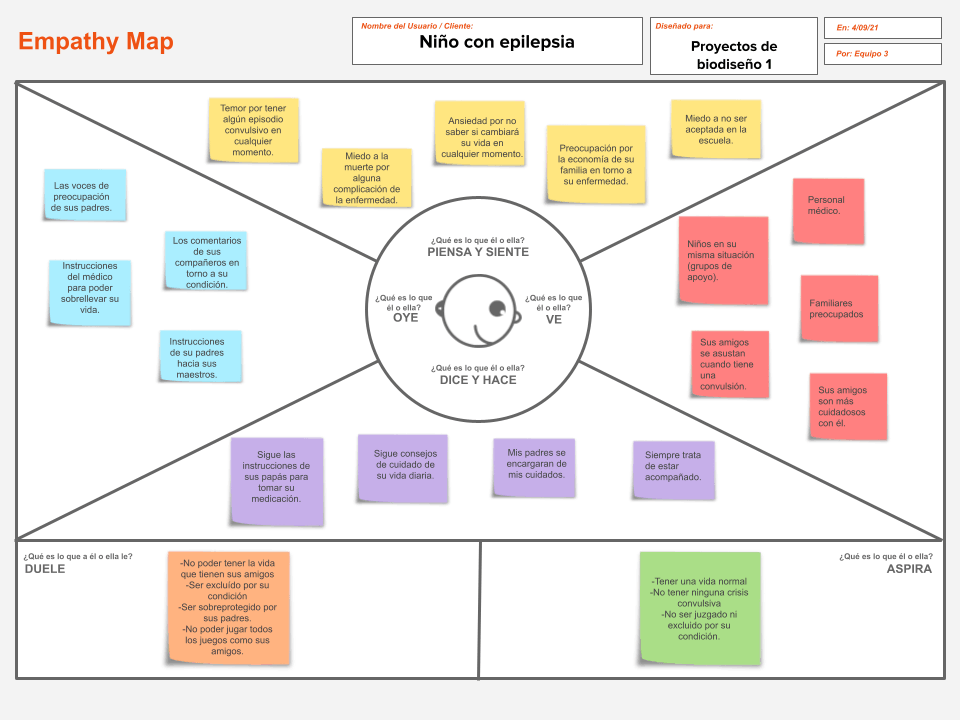 Empathy Map
Nombre del Usuario / Cliente:
Niño con epilepsia
Diseñado para:
Proyectos de
biodiseño 1
En: 4/09/21
Por: Equipo 3
Temor por tener
algún episodio
convulsivo en
cualquier
momento.
Miedo a la
muerte por
alguna
complicación de
la enfermedad.
Ansiedad por no
saber si cambiará
su vida en
cualquier momento.
Preocupación por
la economía de su
familia en torno a
su enfermedad.
Miedo a no ser
aceptada en la
escuela.
Las voces de
preocupación
de sus padres.
Los comentarios
de sus
compañeros en
torno a su
condición.
Instrucciones
del médico
para poder
sobrellevar su
vida.
Instrucciones
de su padres
hacia sus
maestros.
¿Qué es lo que él o ella?
PIENSA Y SIENTE
¿Qué es lo que
él o ella?
OYE
¿Qué es lo que
él o ella?
VE
¿Qué es lo que él o ella?
DICE Y HACE
Personal
médico.
Niños en su
misma situación
(grupos de
apoyo).
Familiares
preocupados
Sus amigos
se asustan
cuando tiene
una
convulsión.
Sus amigos
son más
cuidadosos
con él.
Sigue las
instrucciones de
sus papás para
tomar su
medicación.
Sigue consejos
de cuidado de
su vida diaria.
Mis padres se
encargaran de
mis cuidados.
Siempre trata
de estar
acompañado.
¿Qué es lo que a él o ella le?
DUELE
-No poder tener la vida
que tienen sus amigos
-Ser excluído por su
condición
-Ser sobreprotegido por
sus padres.
-No poder jugar todos
los juegos como sus
amigos.
¿Qué es lo que él o ella?
ASPIRA
-Tener una vida normal
-No tener ninguna crisis
convulsiva
-No ser juzgado ni
excluido por su
condición.